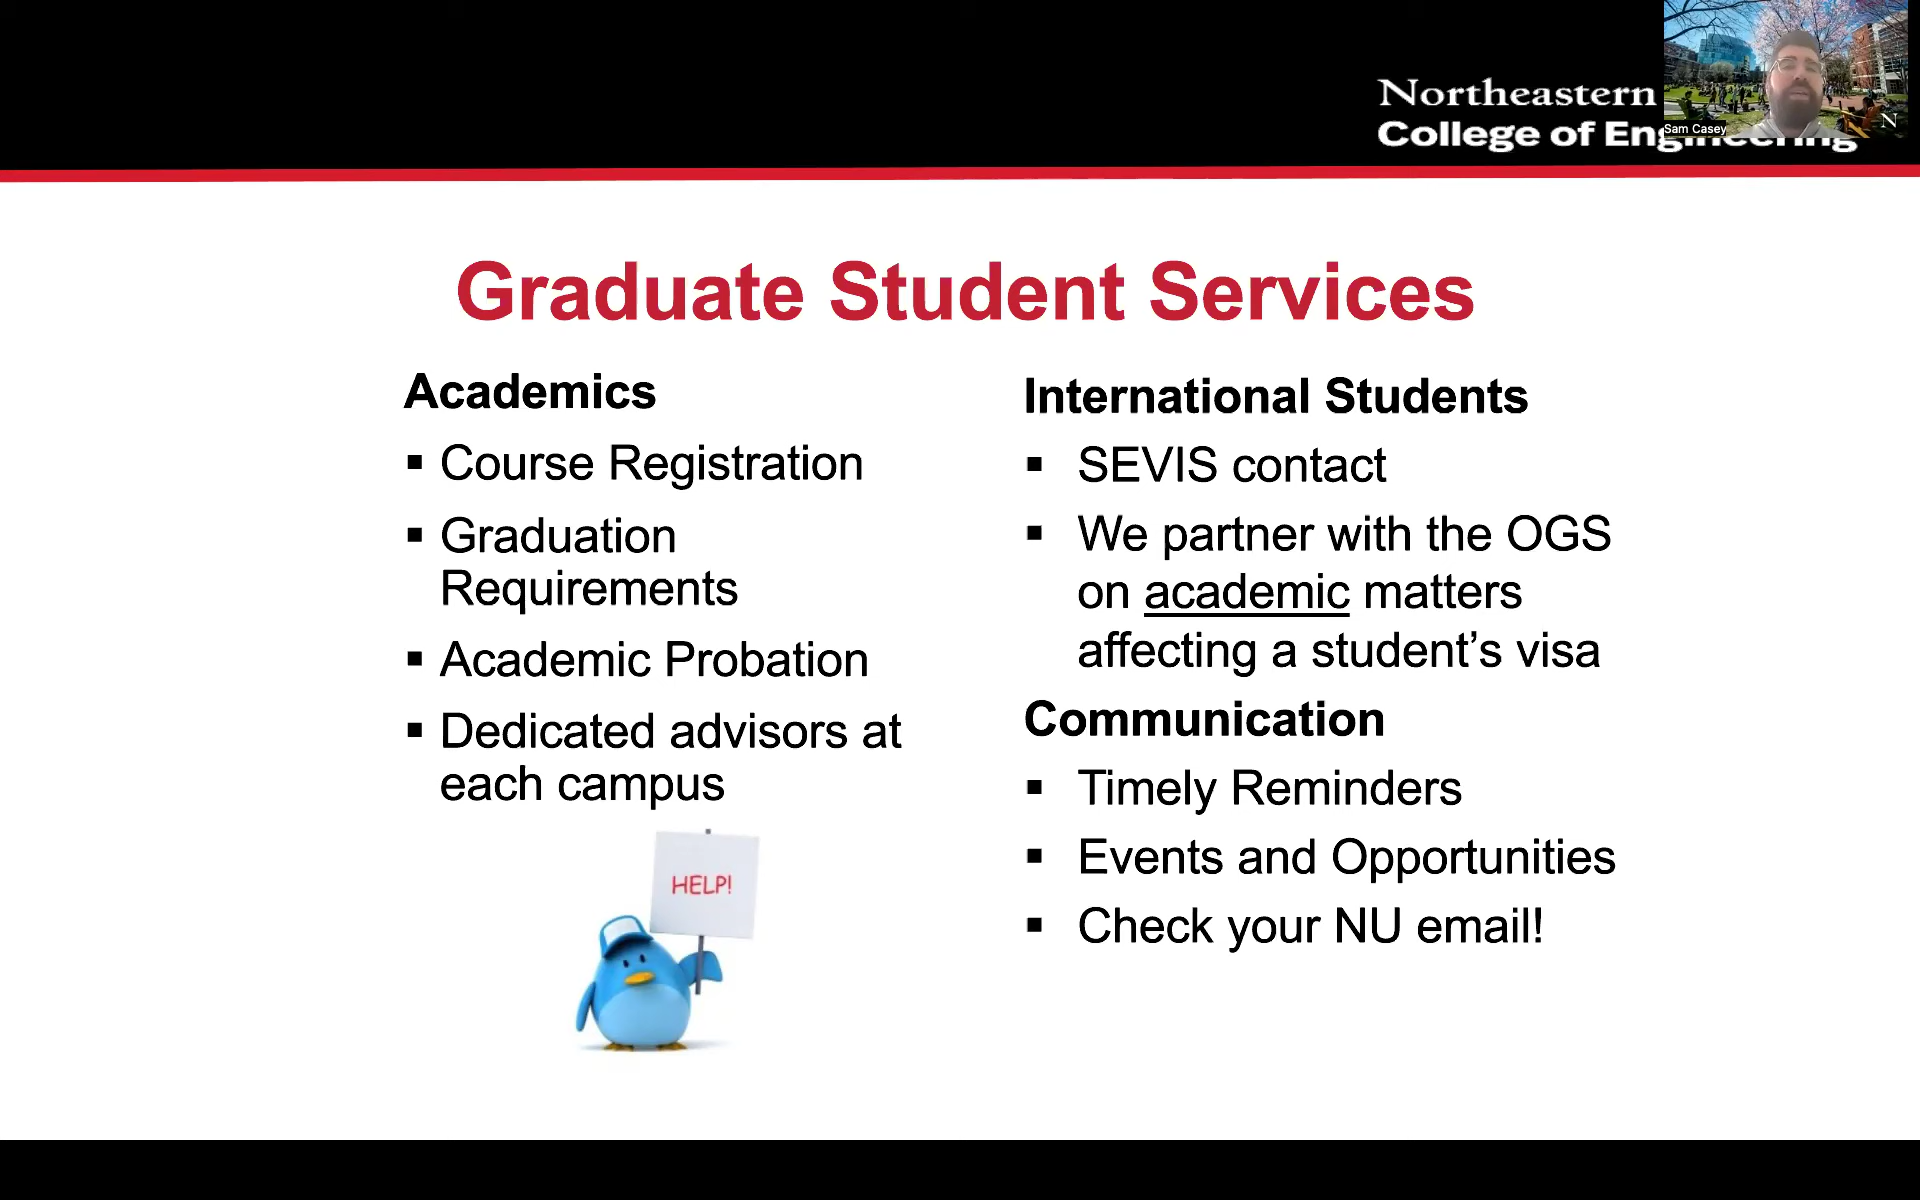 Northeastern
College of Engineering
Sam Casey
N
Graduate Student Services
Academics
▪ Course Registration
▪ Graduation
Requirements
▪ Academic Probation
▪ Dedicated advisors at
each campus
HELP!
International Students
▪ SEVIS contact
▪ We partner with the OGS
on academic matters
affecting a student’s visa
Communication
▪ Timely Reminders
▪ Events and Opportunities
▪ Check your NU email!